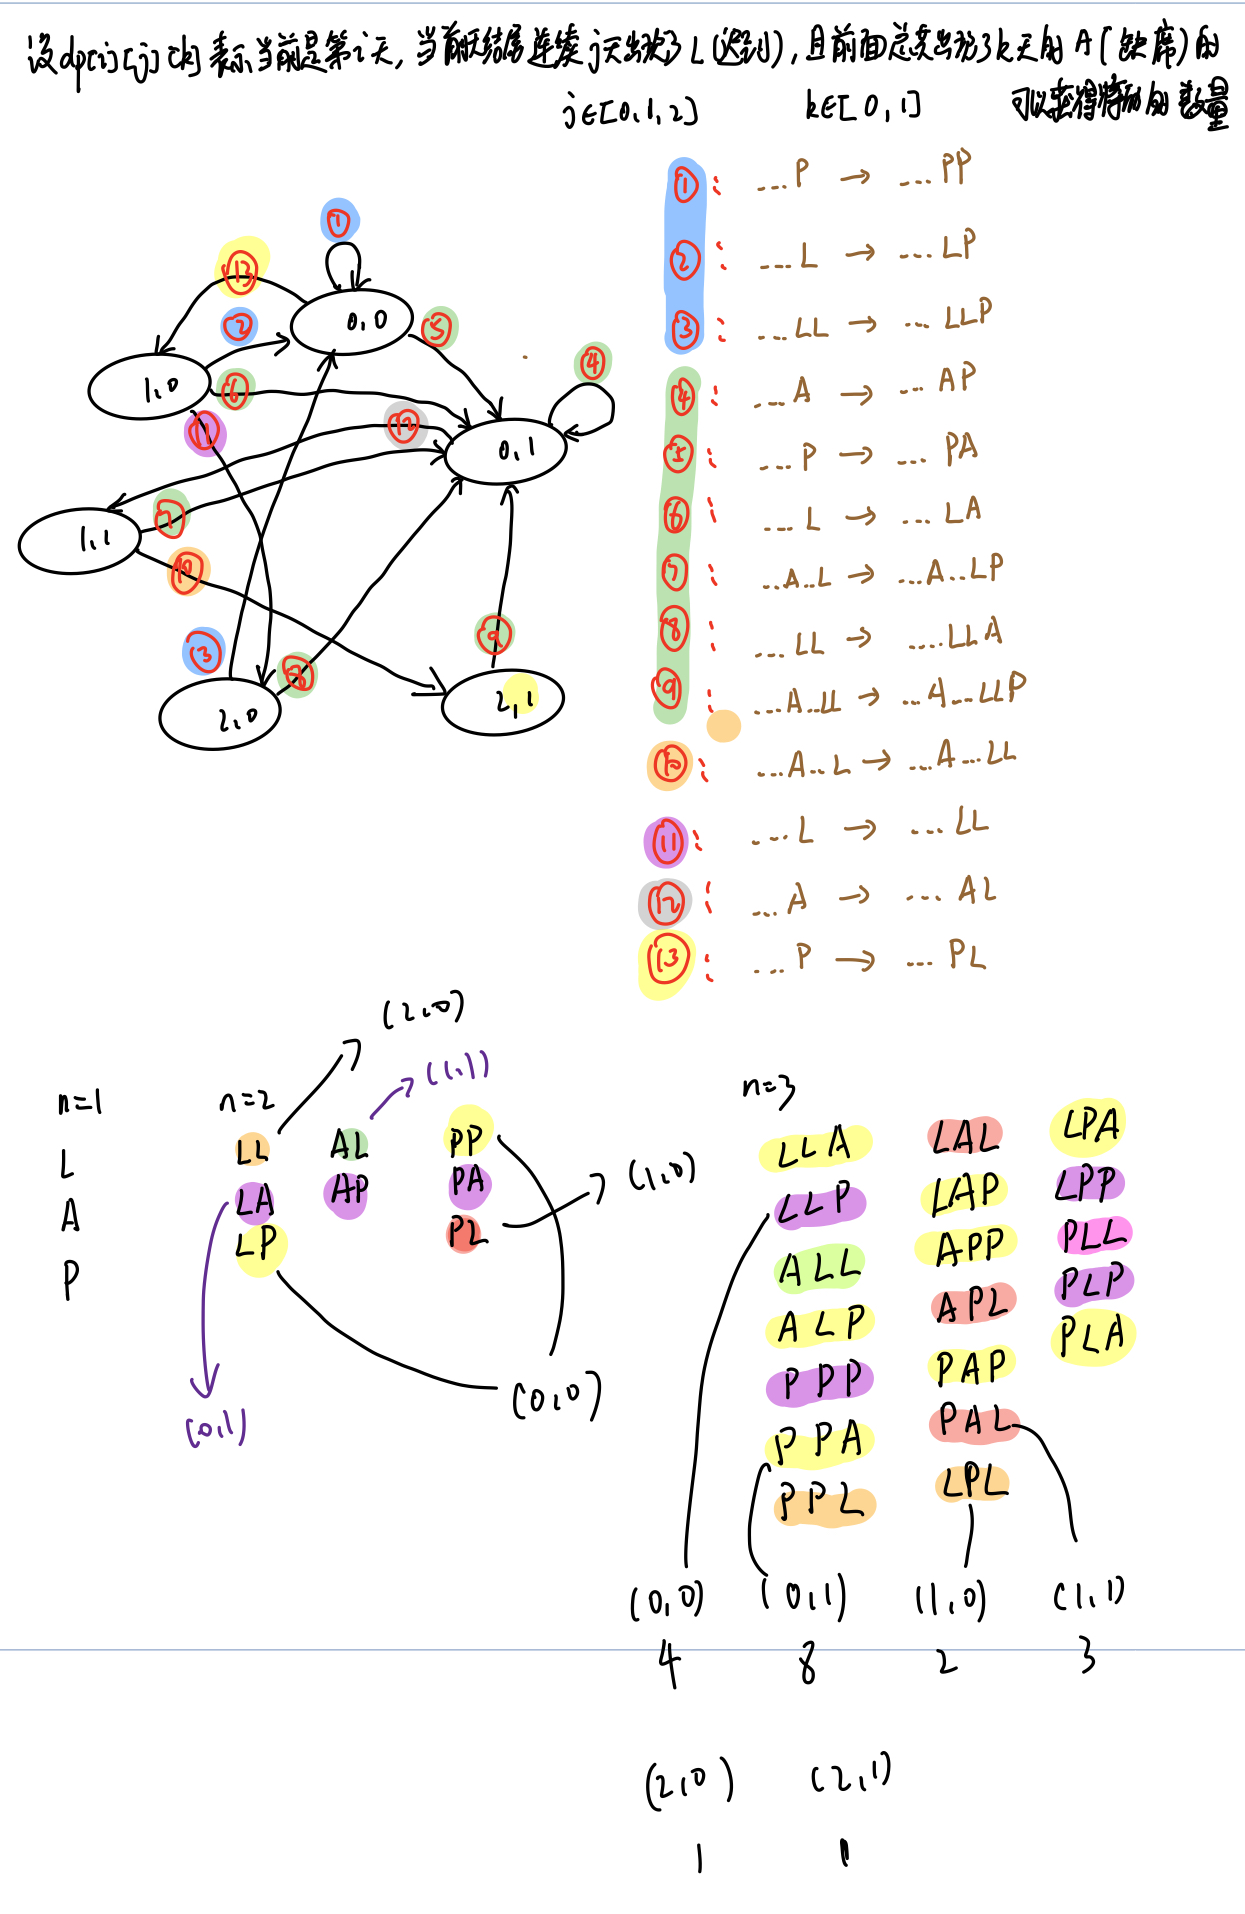 设dp[i][j][k]表示当前是第i天,当前天结尾连续j天出现了L(迟到),且前面总共出现了k天的A(缺席)的
可以获得奖励的数量
j∈[0,1,2]
k∈[0,1]
① : ...P → ...PP
② : ...L → ...LP
③ : ...LL → ...LLP
④ : ...A → ...AP
⑤ : ...P → ...PA
⑥ : ...L → ...LA
⑦ : ...A..L → ...A..LP
⑧ : ...LL → ....LLA
⑨ : ...A..LL → ...A...LLP
⑩ : ...A..L → ...A...LL
⑪ : ...L → ...LL
⑫ : ...A → ...AL
⑬ : ...P → ...PL
①
⑬
②
0,0
⑤
④
1,0
⑥
⑪
⑫
0,1
1,1
⑦
⑩
③
⑧
⑨
2,0
2,1
n=1
L
A
P
n=2
(2,0)
(1,1)
LL AL PP
LA AP PA
LP PL
(1,0)
(0,0)
(0,1)
n=3
LLA LAL LPA
LLP LAP LPP
ALL APP PLL
ALP APL PLP
PPP PAP PLA
PPA PAL
PPL LPL
(0,0) (0,1) (1,0) (1,1)
4 8 2 3
(2,0) (2,1)
1 1